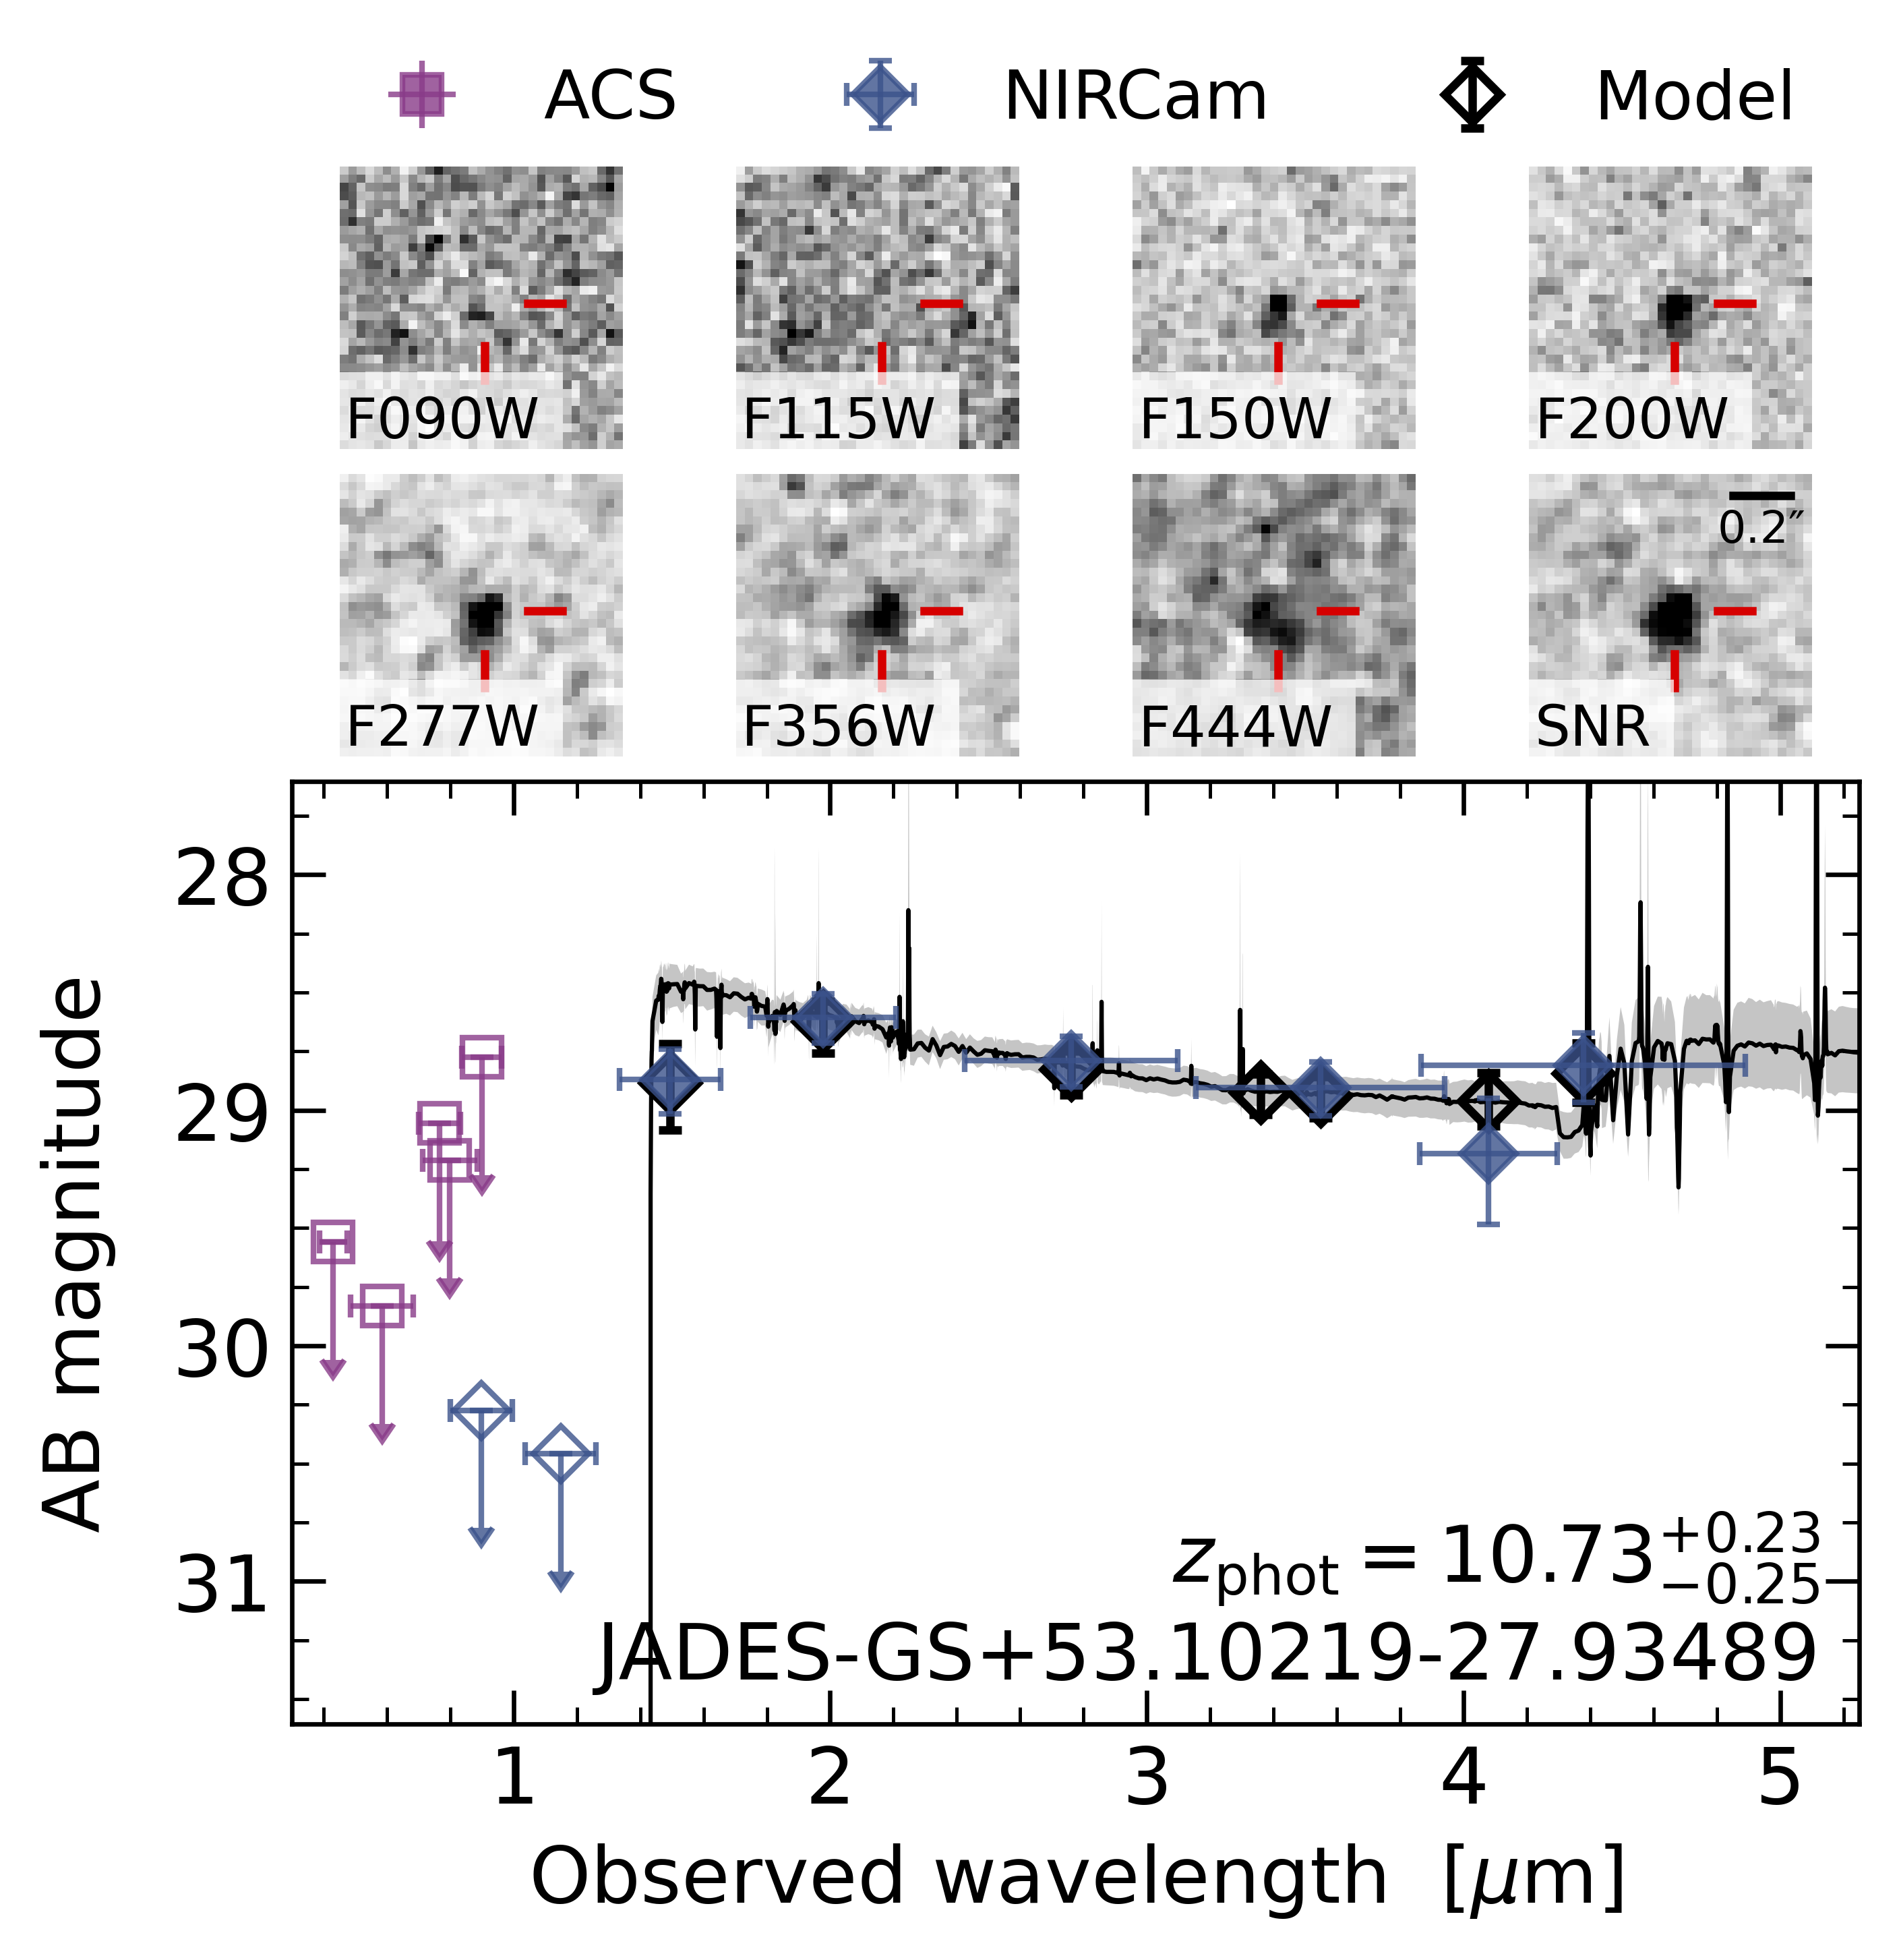 ACS NIRCam Model
F090W F115W F150W F200W
0.2″
F277W F356W F444W SNR
28
29
30
31
AB magnitude
z_phot = 10.73 +0.23 −0.25
JADES-GS+53.10219-27.93489
1 2 3 4 5
Observed wavelength [μm]